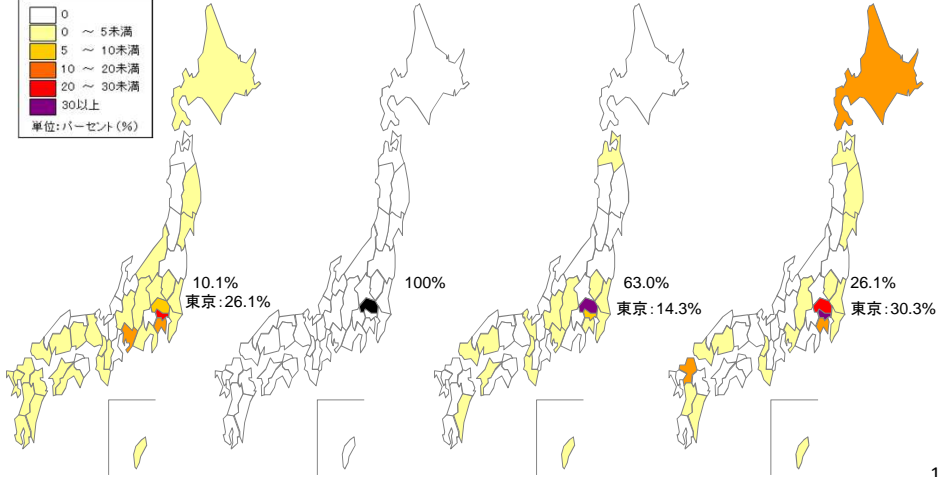 0
0 ～ 5未満
5 ～ 10未満
10 ～ 20未満
20 ～ 30未満
30以上
単位：パーセント(%)
10.1%
東京：26.1%
100%
63.0%
東京：14.3%
26.1%
東京：30.3%
1